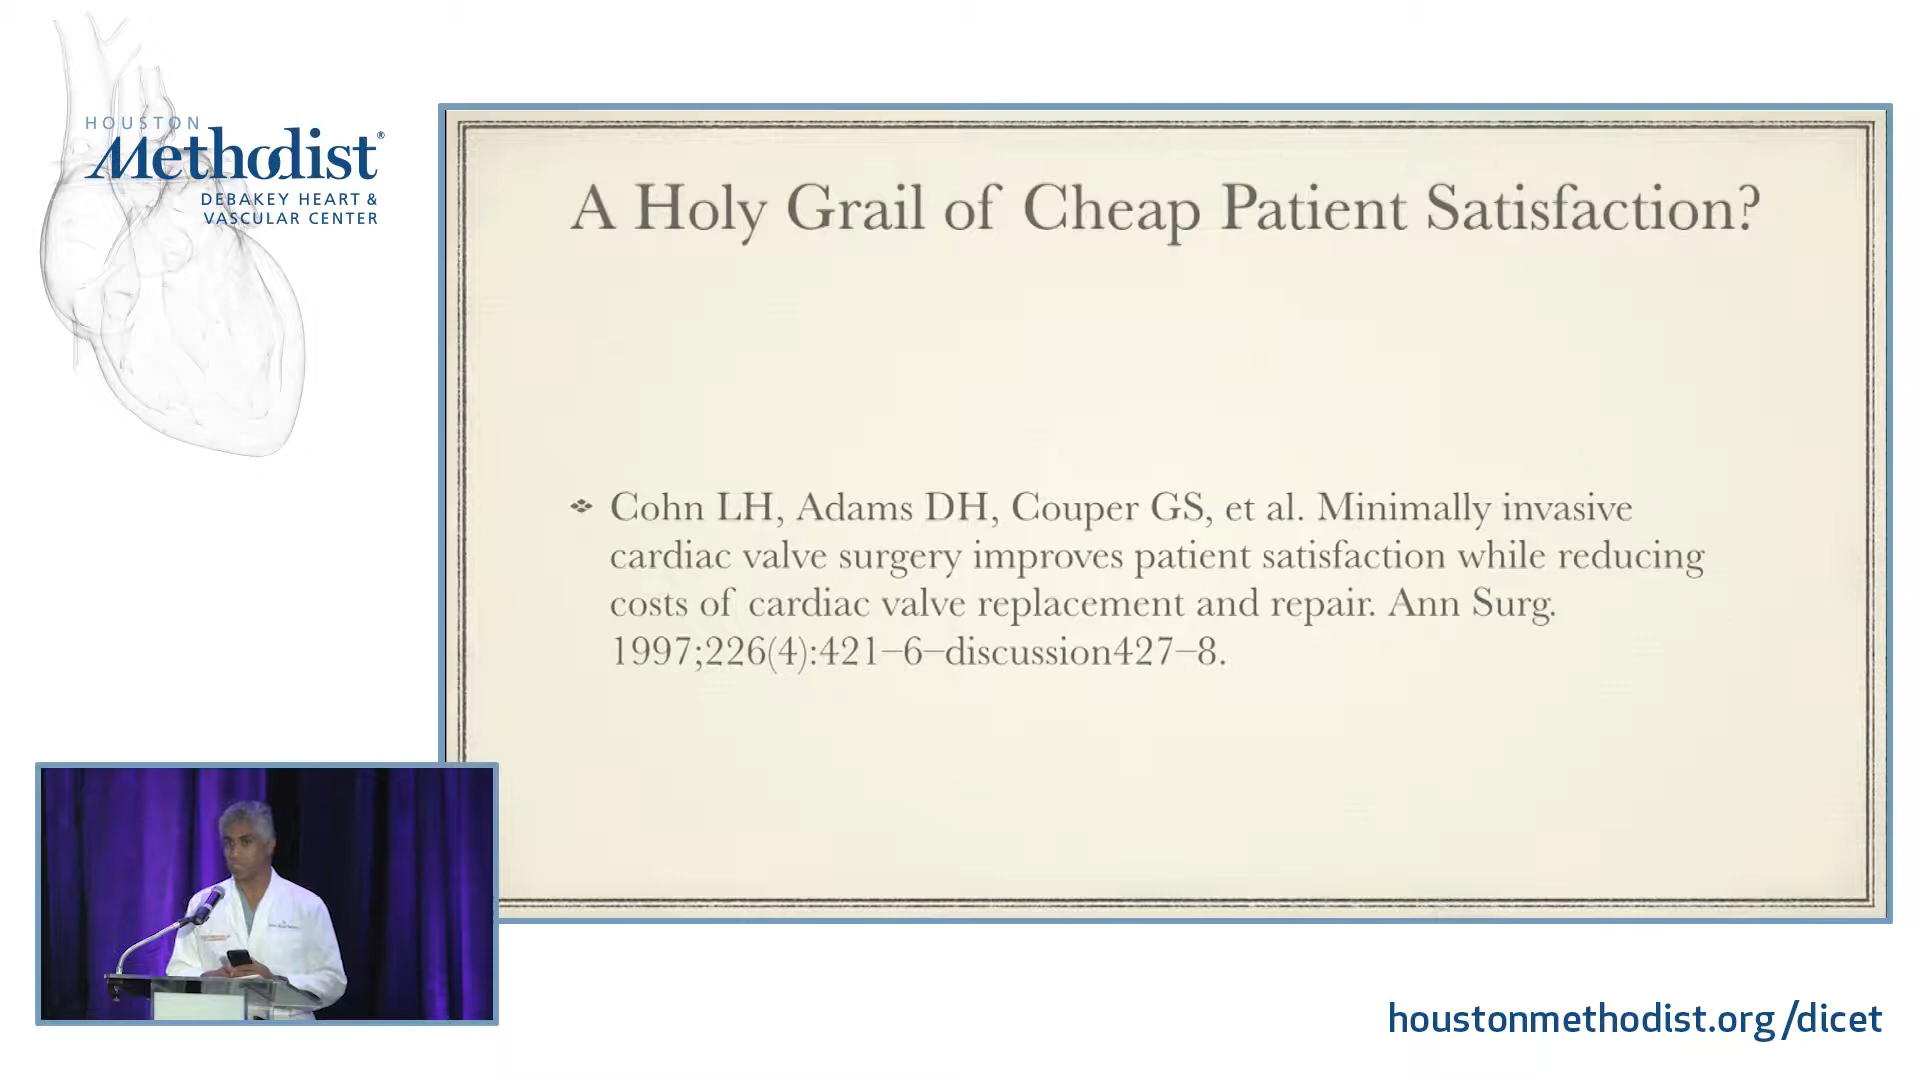 HOUSTON
Methodist®
DEBAKEY HEART &
VASCULAR CENTER
A Holy Grail of Cheap Patient Satisfaction?
❖ Cohn LH, Adams DH, Couper GS, et al. Minimally invasive
cardiac valve surgery improves patient satisfaction while reducing
costs of cardiac valve replacement and repair. Ann Surg.
1997;226(4):421–6–discussion427–8.
houstonmethodist.org/dicet